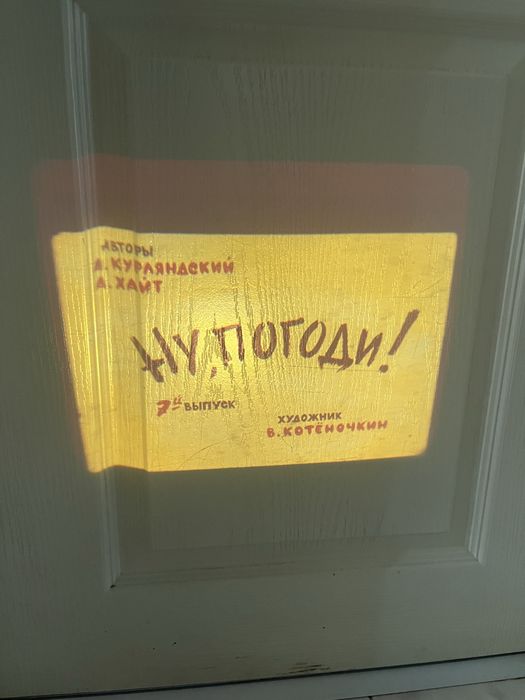 АВТОРЫ
А. КУРЛЯНДСКИЙ
А. ХАЙТ
НУ, ПОГОДИ!
7й ВЫПУСК
ХУДОЖНИК
В. КОТЁНОЧКИН